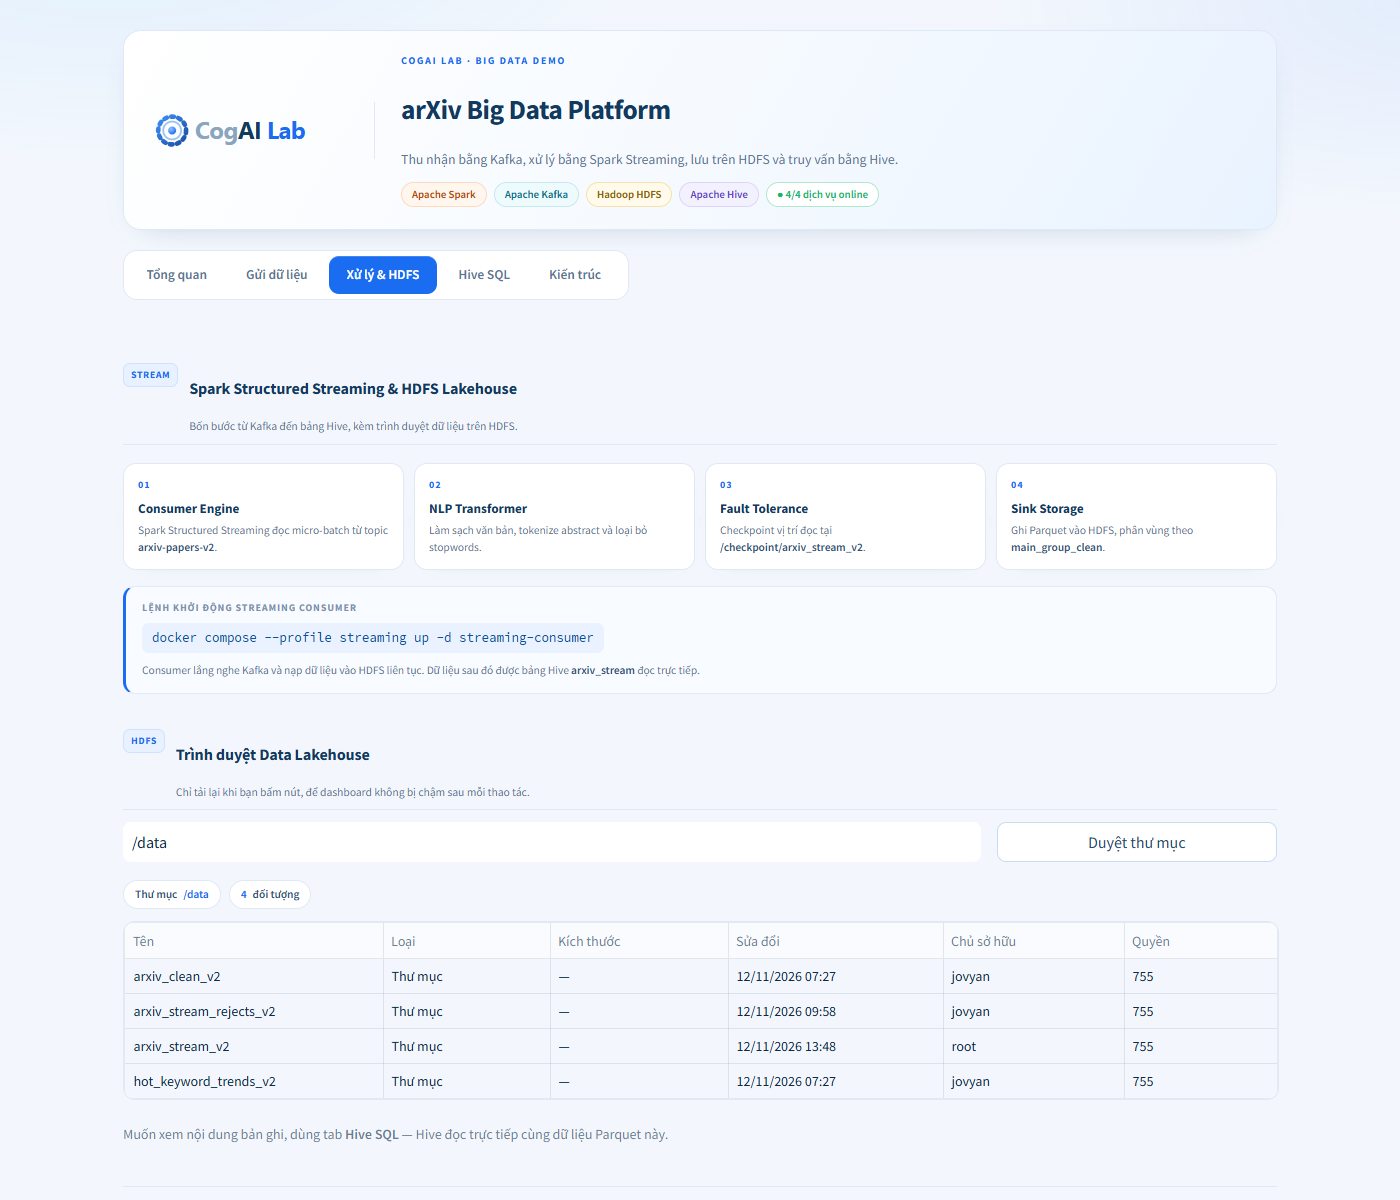 COGAI LAB · BIG DATA DEMO
CogAI Lab
arXiv Big Data Platform
Thu nhận bằng Kafka, xử lý bằng Spark Streaming, lưu trên HDFS và truy vấn bằng Hive.
Apache Spark Apache Kafka Hadoop HDFS Apache Hive ● 4/4 dịch vụ online
Tổng quan Gửi dữ liệu Xử lý & HDFS Hive SQL Kiến trúc
STREAM
Spark Structured Streaming & HDFS Lakehouse
Bốn bước từ Kafka đến bảng Hive, kèm trình duyệt dữ liệu trên HDFS.
01
Consumer Engine
Spark Structured Streaming đọc micro-batch từ topic
arxiv-papers-v2.
02
NLP Transformer
Làm sạch văn bản, tokenize abstract và loại bỏ
stopwords.
03
Fault Tolerance
Checkpoint vị trí đọc tại
/checkpoint/arxiv_stream_v2.
04
Sink Storage
Ghi Parquet vào HDFS, phân vùng theo
main_group_clean.
LỆNH KHỞI ĐỘNG STREAMING CONSUMER
docker compose --profile streaming up -d streaming-consumer
Consumer lắng nghe Kafka và nạp dữ liệu vào HDFS liên tục. Dữ liệu sau đó được bảng Hive arxiv_stream đọc trực tiếp.
HDFS
Trình duyệt Data Lakehouse
Chỉ tải lại khi bạn bấm nút, để dashboard không bị chậm sau mỗi thao tác.
/data Duyệt thư mục
Thư mục /data 4 đối tượng
Tên Loại Kích thước Sửa đổi Chủ sở hữu Quyền
arxiv_clean_v2 Thư mục — 12/11/2026 07:27 jovyan 755
arxiv_stream_rejects_v2 Thư mục — 12/11/2026 09:58 jovyan 755
arxiv_stream_v2 Thư mục — 12/11/2026 13:48 root 755
hot_keyword_trends_v2 Thư mục — 12/11/2026 07:27 jovyan 755
Muốn xem nội dung bản ghi, dùng tab Hive SQL — Hive đọc trực tiếp cùng dữ liệu Parquet này.